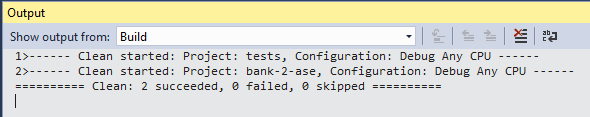 Output
Show output from: Build
1>------ Clean started: Project: tests, Configuration: Debug Any CPU ------
2>------ Clean started: Project: bank-2-ase, Configuration: Debug Any CPU ------
========== Clean: 2 succeeded, 0 failed, 0 skipped ==========